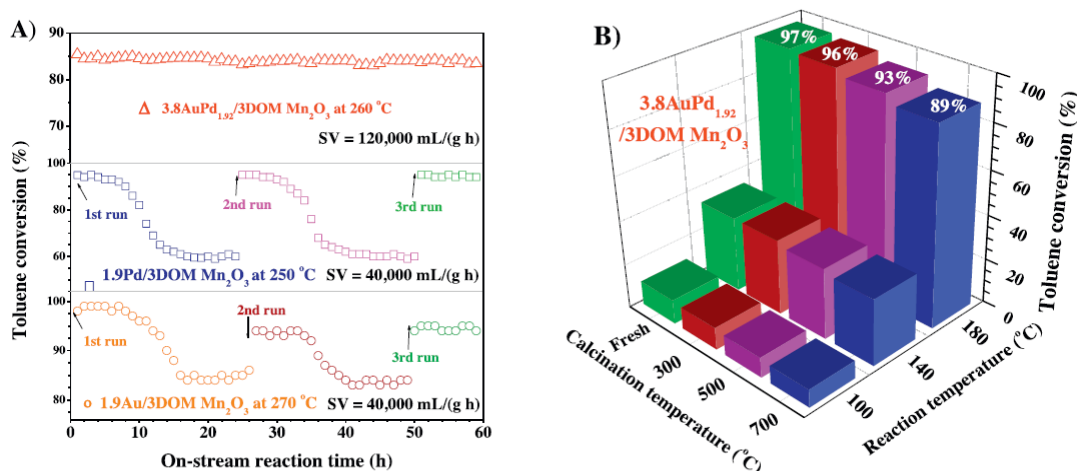 A)
90
80
70
△ 3.8AuPd1.92/3DOM Mn2O3 at 260 °C
SV = 120,000 mL/(g h)
100
80
60
1st run
2nd run
3rd run
1.9Pd/3DOM Mn2O3 at 250 °C
SV = 40,000 mL/(g h)
100
90
80
1st run
2nd run
3rd run
1.9Au/3DOM Mn2O3 at 270 °C
SV = 40,000 mL/(g h)
0 10 20 30 40 50 60
Toluene conversion (%)
On-stream reaction time (h)
B)
3.8AuPd1.92
/3DOM Mn2O3
97%
96%
93%
89%
100
80
60
40
20
0
Toluene conversion (%)
Fresh
300
500
700
Calcination temperature (°C)
100
140
180
Reaction temperature (°C)